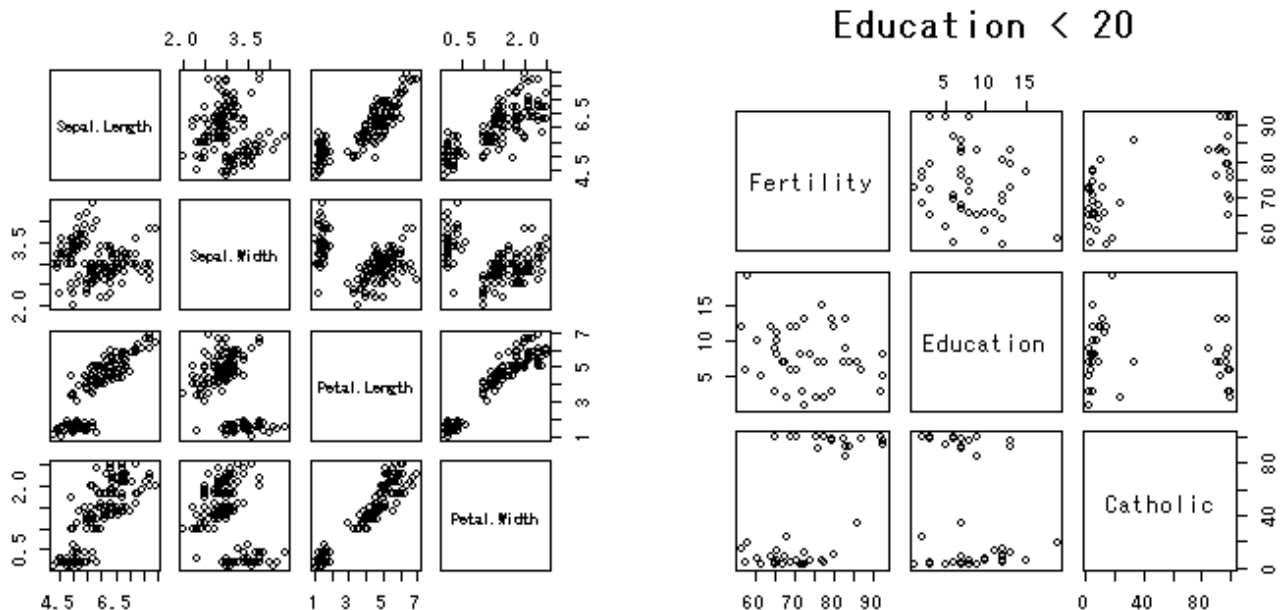 Education < 20
2.0 3.5
0.5 2.0
5 10 15
Sepal.Length
4.5 5.5 6.5
Fertility
60 70 80 90
2.0 3.5
Sepal.Width
5 10 15
Education
Petal.Length
1 3 5 7
0.5 2.0
Petal.Width
Catholic
0 40 80
4.5 6.5
1 3 5 7
60 70 80 90
0 40 80